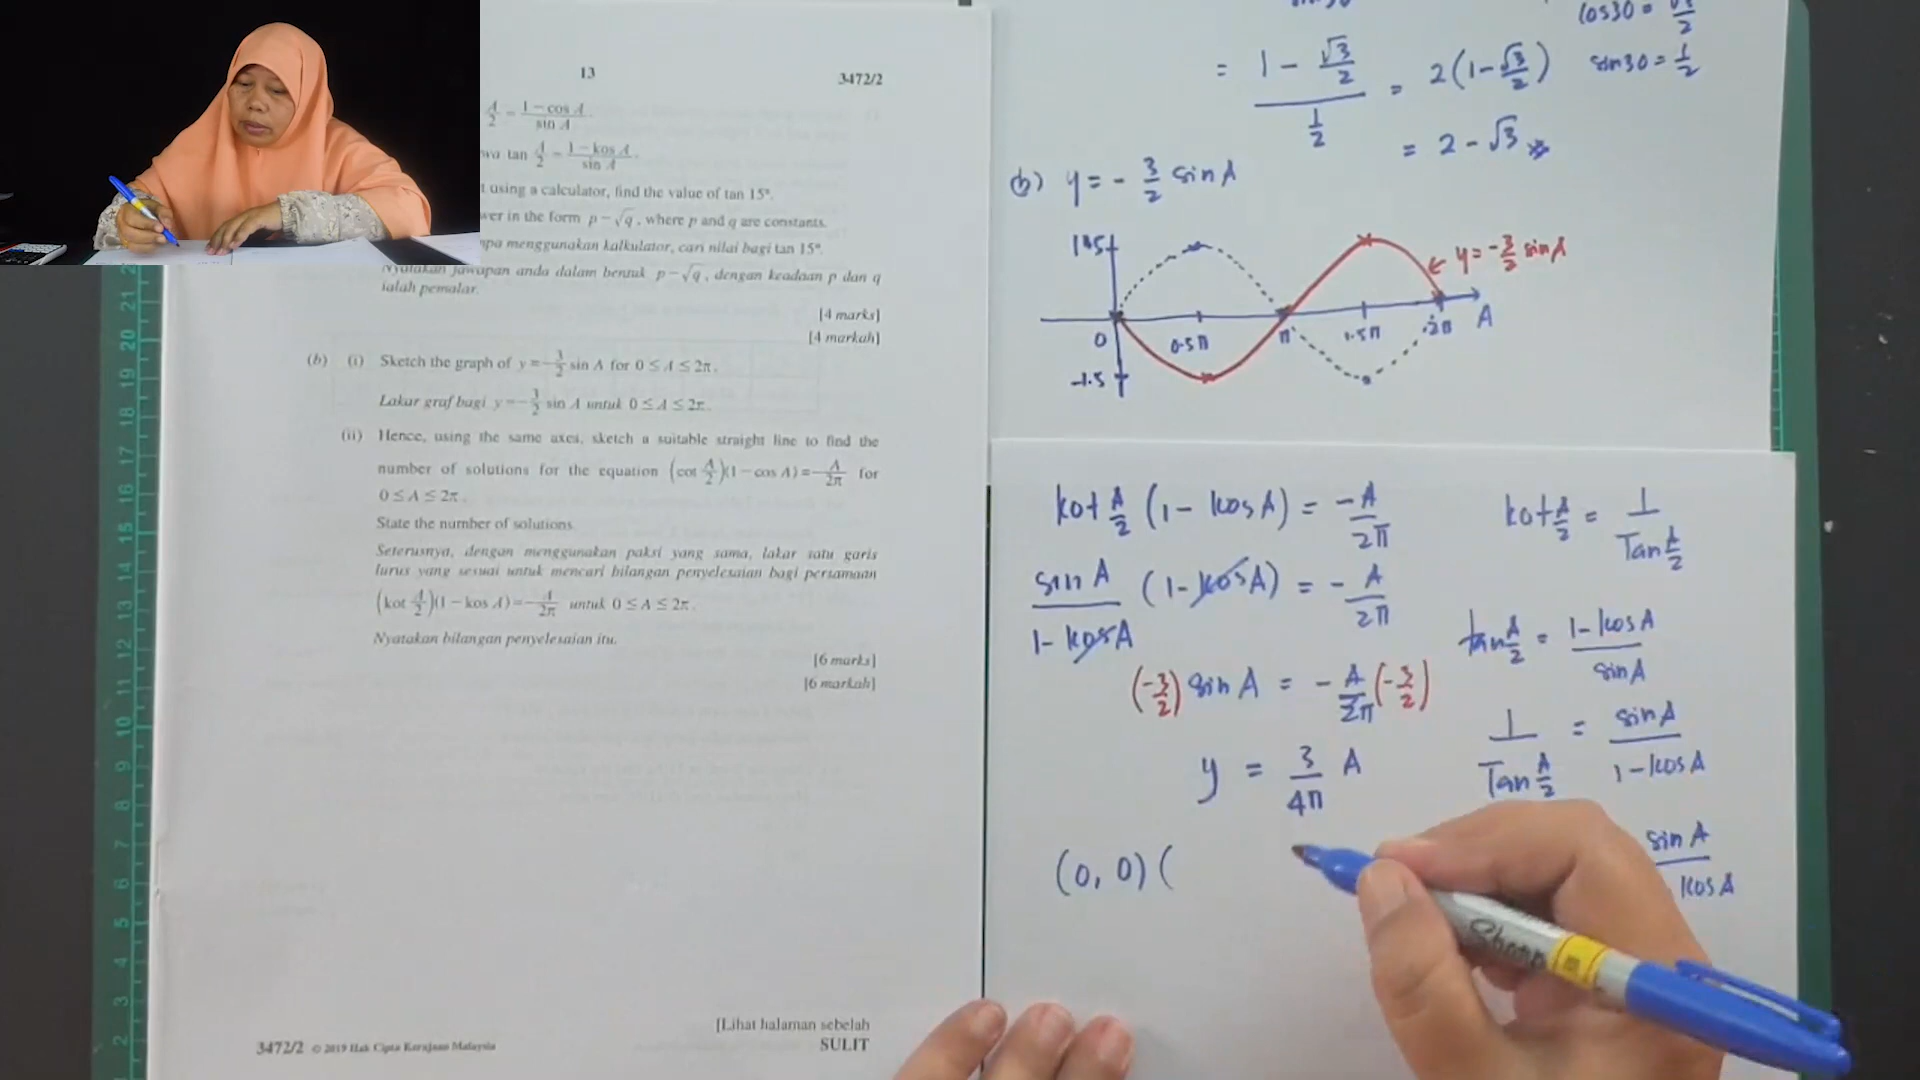 13
3472/2
A/2 = (1 − cos A)/(sin A)
tan A/2 = (1 − kos A)/(sin A).
using a calculator, find the value of tan 15°.
in the form p − √q, where p and q are constants.
menggunakan kalkulator, cari nilai bagi tan 15°.
Nyatakan jawapan anda dalam bentuk p − √q, dengan keadaan p dan q
ialah pemalar.
[4 marks]
[4 markah]
(b) (i) Sketch the graph of y = −3/2 sin A for 0 ≤ A ≤ 2π.
Lakar graf bagi y = −3/2 sin A untuk 0 ≤ A ≤ 2π.
(ii) Hence, using the same axes, sketch a suitable straight line to find the
number of solutions for the equation (cot A/2)(1 − cos A) = −A/2π for
0 ≤ A ≤ 2π.
State the number of solutions.
Seterusnya, dengan menggunakan paksi yang sama, lakar satu garis
lurus yang sesuai untuk mencari bilangan penyelesaian bagi persamaan
(kot A/2)(1 − kos A) = −A/2π untuk 0 ≤ A ≤ 2π.
Nyatakan bilangan penyelesaian itu.
[6 marks]
[6 markah]
[Lihat halaman sebelah
3472/2 © 2019 Hak Cipta Kerajaan Malaysia
SULIT
cos30 = √3/2
sin30 = 1/2
= (1 − √3/2)/(1/2) = 2(1 − √3/2)
= 2 − √3
(b) y = − 3/2 sin A
1.5
y = −3/2 sin A
0 0.5π π 1.5π 2π A
-1.5
kot A/2 (1 − kos A) = −A/2π
sin A/(1 − kos A) (1 − kos A) = − A/2π
(−3/2) sin A = − A/2π (−3/2)
y = 3/4π A
(0, 0) (
kot A/2 = 1/(Tan A/2)
tan A/2 = (1 − kos A)/(sin A)
1/(Tan A/2) = sin A/(1 − kos A)
sin A
kos A
Sharp